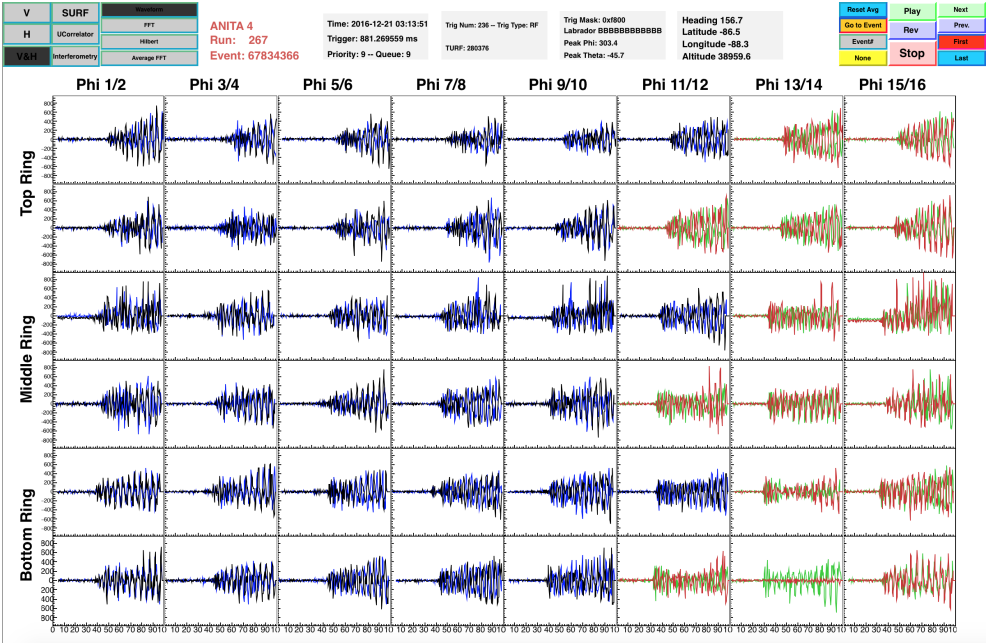 V
SURF
Waveform
FFT
H
UCorrelator
Hilbert
V&H
Interferometry
Average FFT
ANITA 4
Run: 267
Event: 67834366
Time: 2016-12-21 03:13:51
Trigger: 881.269559 ms
Priority: 9 -- Queue: 9
Trig Num: 236 -- Trig Type: RF
TURF: 280376
Trig Mask: 0xf800
Labrador BBBBBBBBBBBB
Peak Phi: 303.4
Peak Theta: -45.7
Heading 156.7
Latitude -86.5
Longitude -88.3
Altitude 38959.6
Reset Avg
Go to Event
Event#
None
Play
Rev
Stop
Next
Prev.
First
Last
Phi 1/2
Phi 3/4
Phi 5/6
Phi 7/8
Phi 9/10
Phi 11/12
Phi 13/14
Phi 15/16
Top Ring
Middle Ring
Bottom Ring